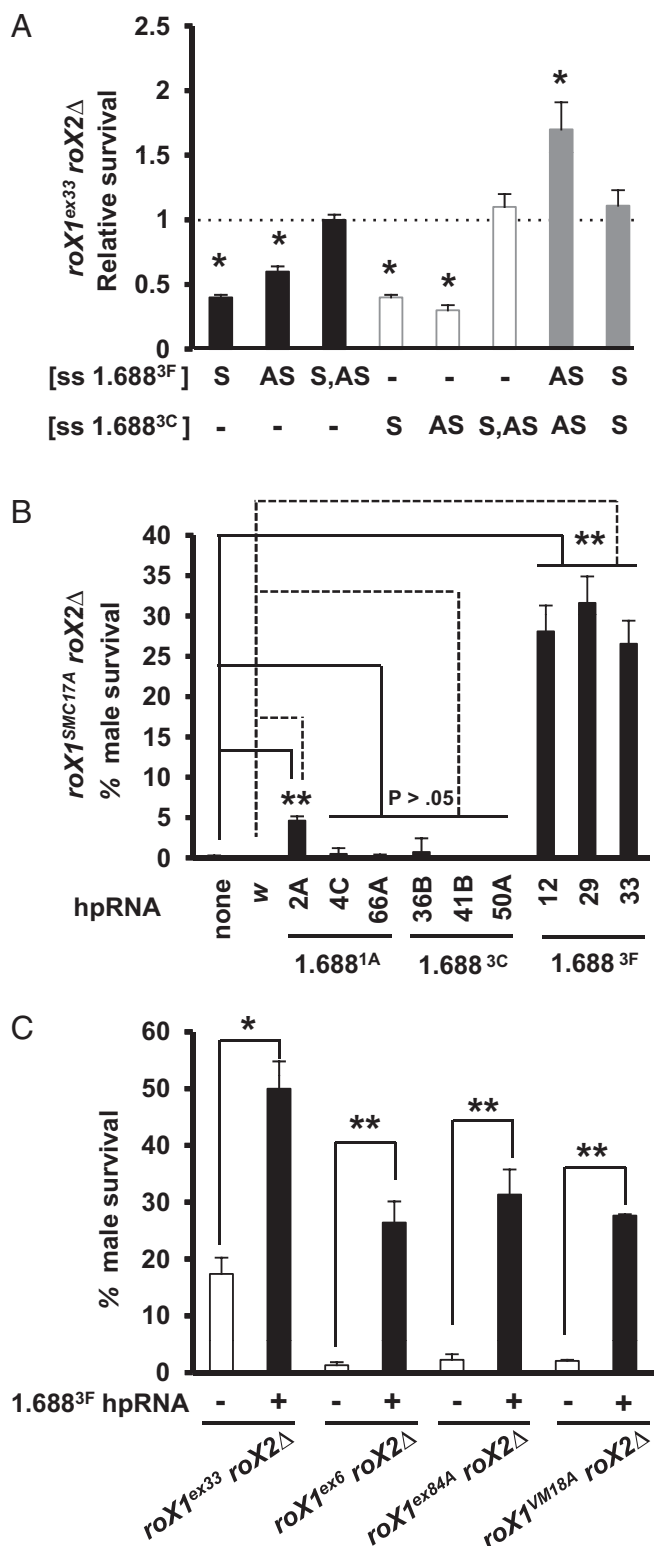 A
roX1ex33 roX2Δ
Relative survival
2.5
2
1.5
1
0.5
0
* * * * *
[ss 1.6883F] S AS S,AS - - - AS S
[ss 1.6883C] - - - S AS S,AS AS S
B
roX1SMC17A roX2Δ
% male survival
40
35
30
25
20
15
10
5
0
**
**
P > .05
hpRNA none w 2A 4C 66A 36B 41B 50A 12 29 33
1.6881A 1.688 3C 1.688 3F
C
% male survival
60
50
40
30
20
10
0
* ** ** **
1.6883F hpRNA - + - + - + - +
roX1ex33 roX2Δ
roX1ex6 roX2Δ
roX1ex84A roX2Δ
roX1VM18A roX2Δ